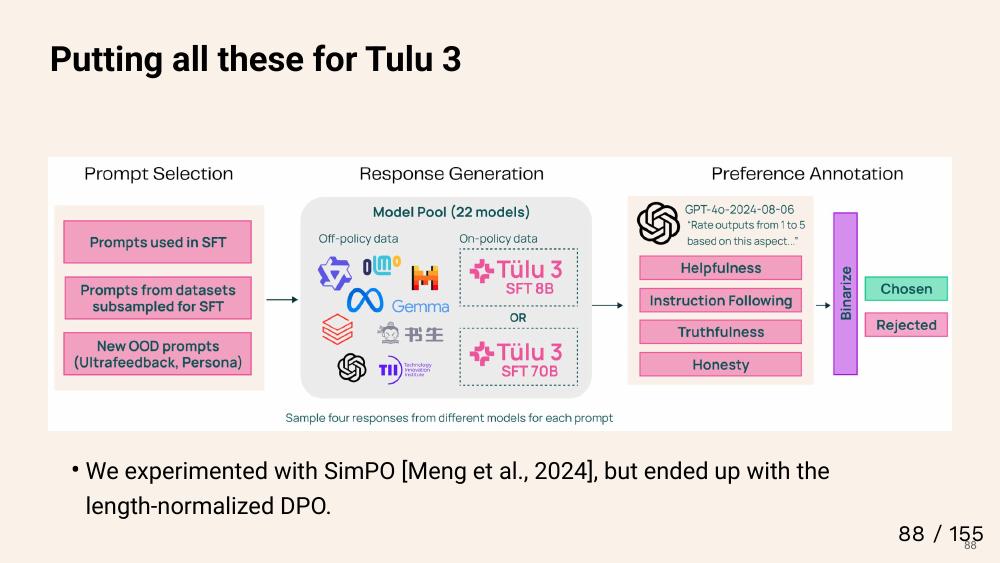 Putting all these for Tulu 3
Prompt Selection
Prompts used in SFT
Prompts from datasets
subsampled for SFT
New OOD prompts
(Ultrafeedback, Persona)
Response Generation
Model Pool (22 models)
Off-policy data
OLMo
Gemma
书生
TII
Technology
Innovation
Institute
On-policy data
Tülu 3
SFT 8B
OR
Tülu 3
SFT 70B
Sample four responses from different models for each prompt
Preference Annotation
GPT-4o-2024-08-06
"Rate outputs from 1 to 5
based on this aspect..."
Helpfulness
Instruction Following
Truthfulness
Honesty
Binarize
Chosen
Rejected
• We experimented with SimPO [Meng et al., 2024], but ended up with the
length-normalized DPO.
88 / 155
88